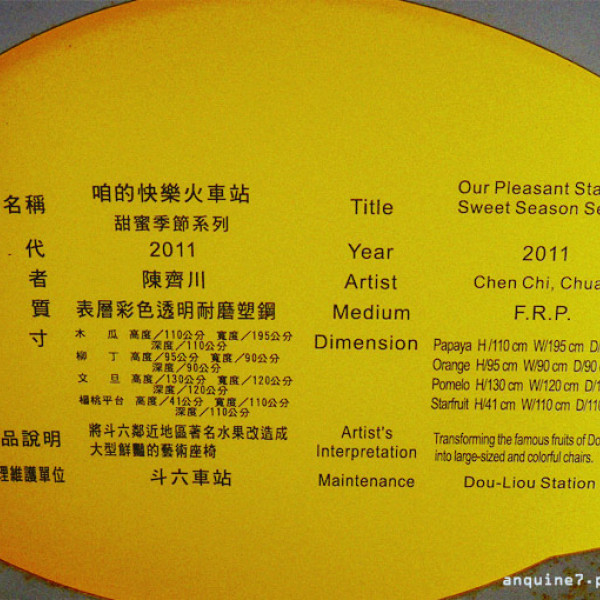 名稱 咱的快樂火車站 Title Our Pleasant Sta
甜蜜季節系列 Sweet Season Se
代 2011 Year 2011
者 陳齊川 Artist Chen Chi, Chua
質 表層彩色透明耐磨塑鋼 Medium F.R.P.
寸 木 瓜 高度/110公分 寬度/195公分 Dimension Papaya H/110 cm W/195 cm D/
深度/110公分
柳 丁 高度/95公分 寬度/90公分 Orange H/95 cm W/90 cm D/90 c
深度/90公分
文 旦 高度/130公分 寬度/120公分 Pomelo H/130 cm W/120 cm D/1
深度/120公分
楊桃平台 高度/41公分 寬度/110公分 Starfruit H/41 cm W/110 cm D/110
深度/110公分
品說明 將斗六鄰近地區著名水果改造成 Artist's Transforming the famous fruits of Do
大型鮮豔的藝術座椅 Interpretation into large-sized and colorful chairs.
理維護單位 斗六車站 Maintenance Dou-Liou Station
anquine7.p